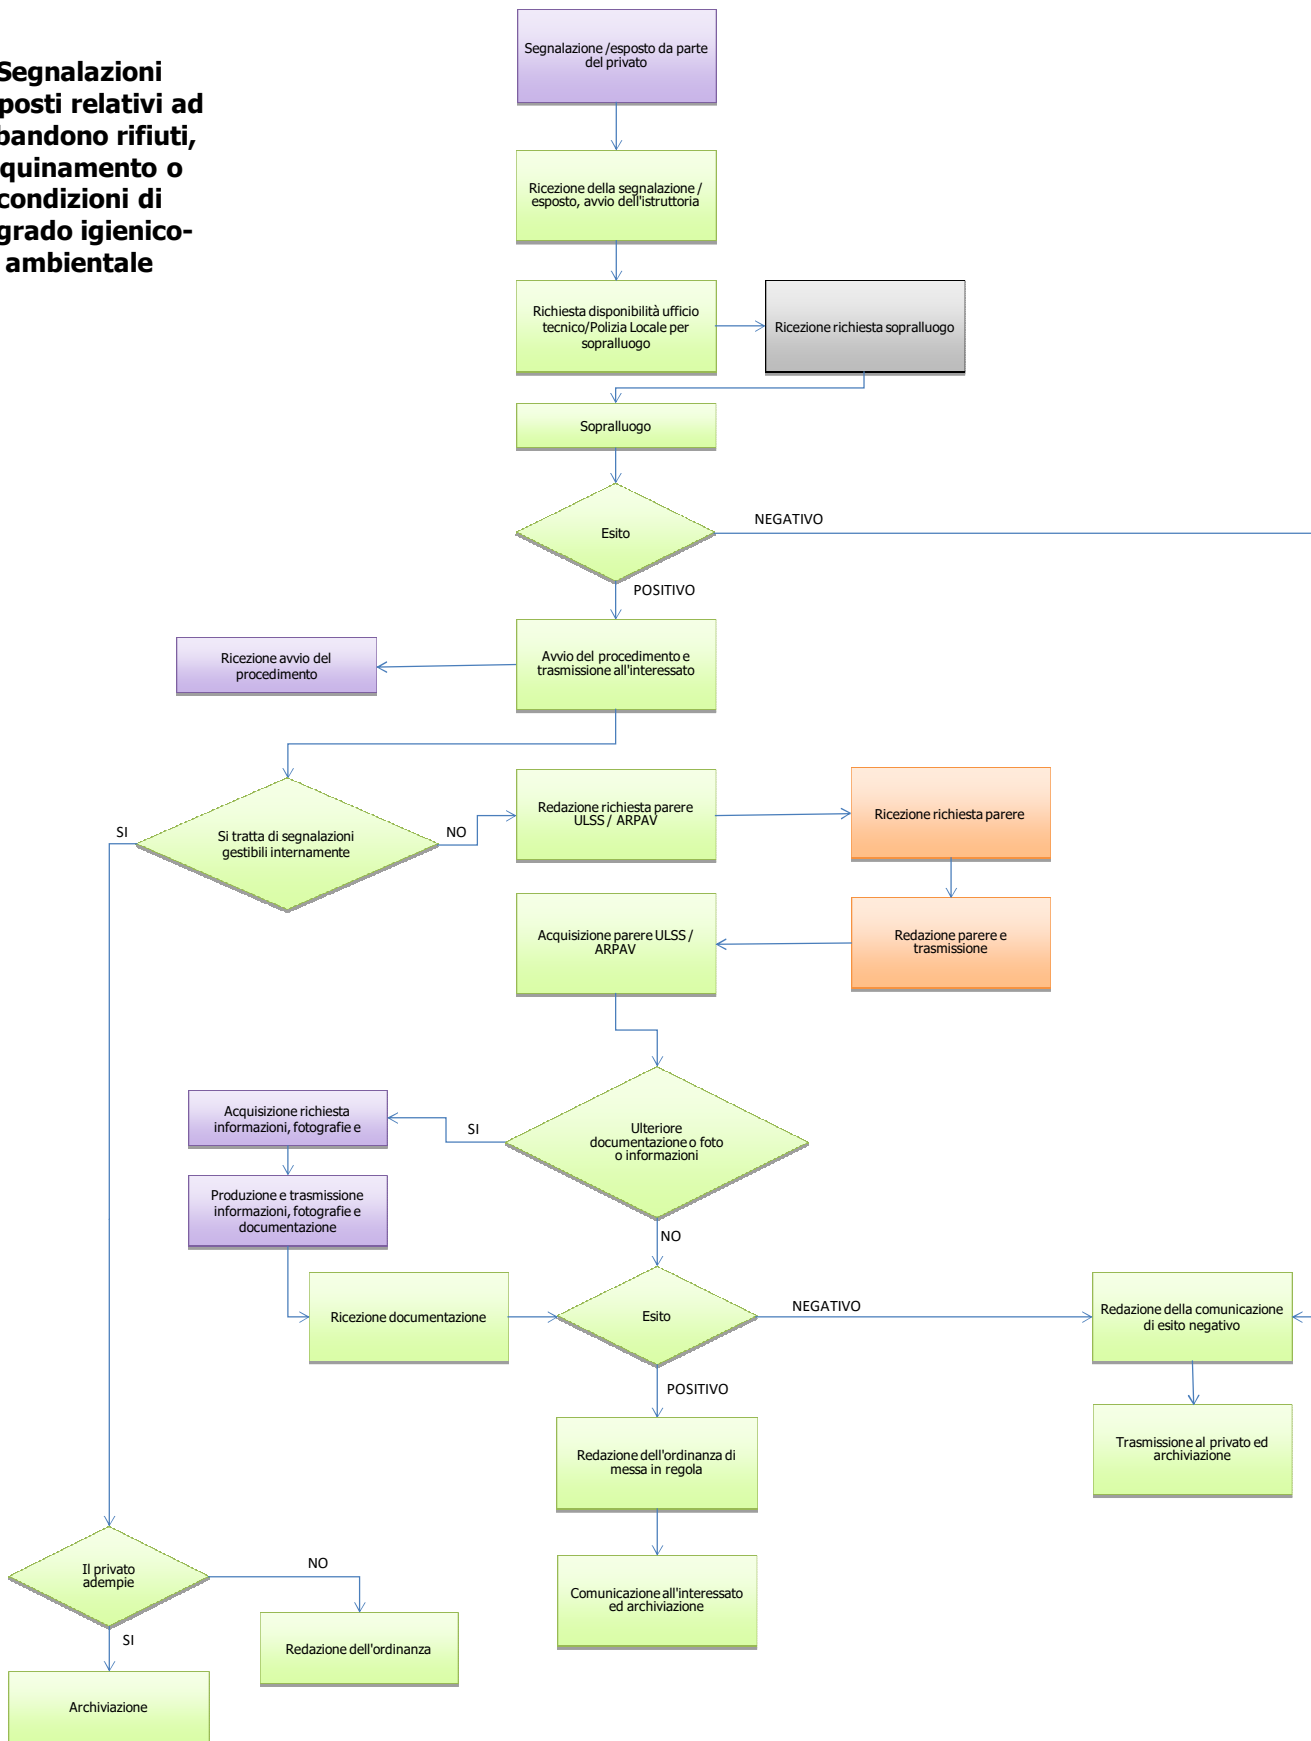 Segnalazioni
posti relativi ad
bandono rifiuti,
quinamento o
condizioni di
grado igienico-
ambientale
Segnalazione /esposto da parte
del privato
Ricezione della segnalazione /
esposto, avvio dell'istruttoria
Richiesta disponibilità ufficio
tecnico/Polizia Locale per
sopralluogo
Ricezione richiesta sopralluogo
Sopralluogo
Esito
NEGATIVO
POSITIVO
Avvio del procedimento e
trasmissione all'interessato
Ricezione avvio del
procedimento
Si tratta di segnalazioni
gestibili internamente
SI
NO
Redazione richiesta parere
ULSS / ARPAV
Ricezione richiesta parere
Redazione parere e
trasmissione
Acquisizione parere ULSS /
ARPAV
Ulteriore
documentazione o foto
o informazioni
SI
Acquisizione richiesta
informazioni, fotografie e
Produzione e trasmissione
informazioni, fotografie e
documentazione
NO
Ricezione documentazione
Esito
NEGATIVO
Redazione della comunicazione
di esito negativo
Trasmissione al privato ed
archiviazione
POSITIVO
Redazione dell'ordinanza di
messa in regola
Comunicazione all'interessato
ed archiviazione
Il privato
adempie
NO
Redazione dell'ordinanza
SI
Archiviazione